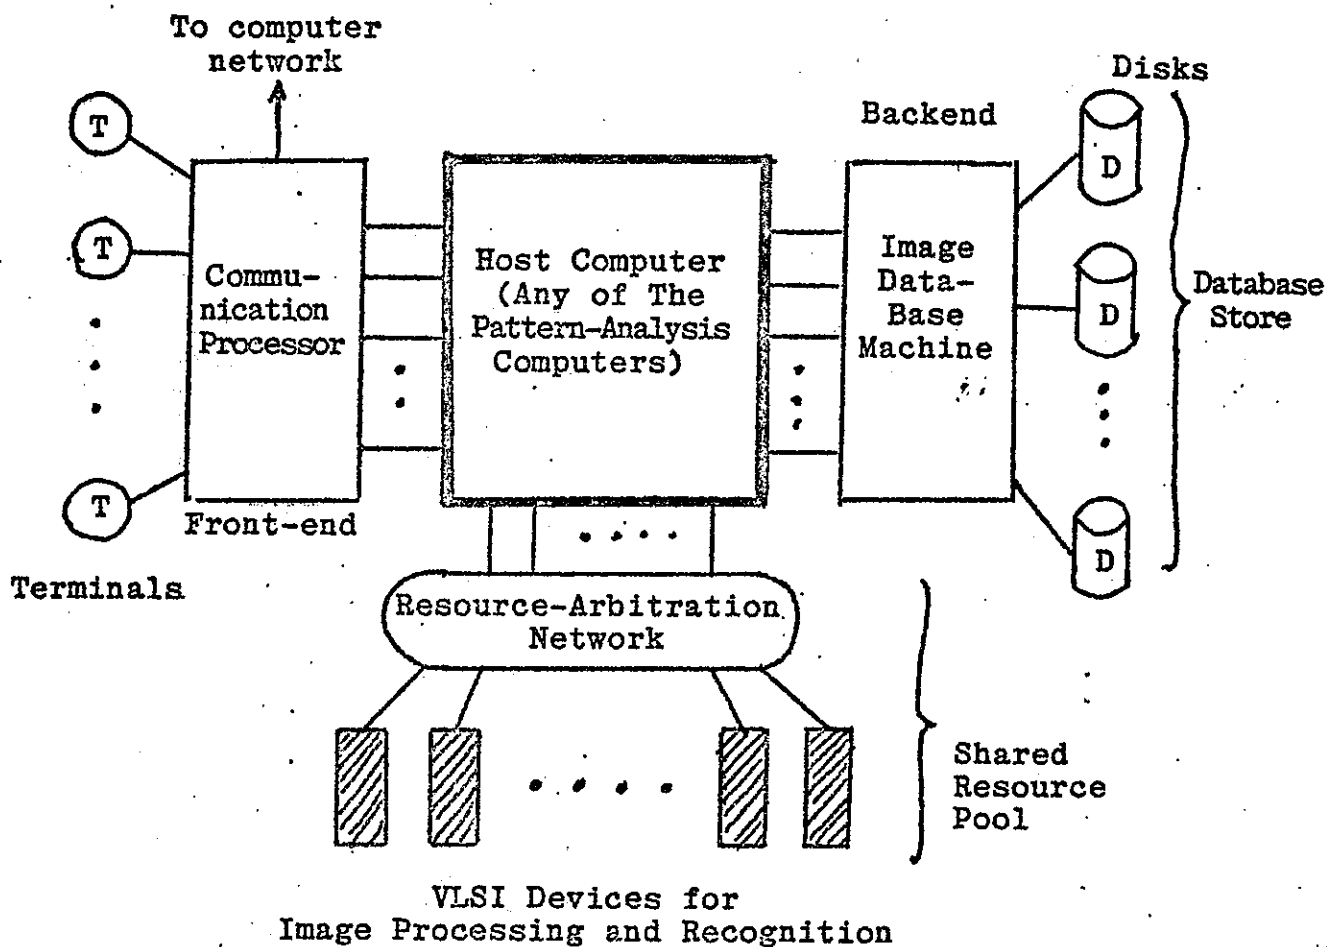 To computer
network
Disks
Backend
T
T
T
Commu-
nication
Processor
Front-end
Terminals
Host Computer
(Any of The
Pattern-Analysis
Computers)
Image
Data-
Base
Machine
D
D
D
Database
Store
Resource-Arbitration
Network
Shared
Resource
Pool
VLSI Devices for
Image Processing and Recognition